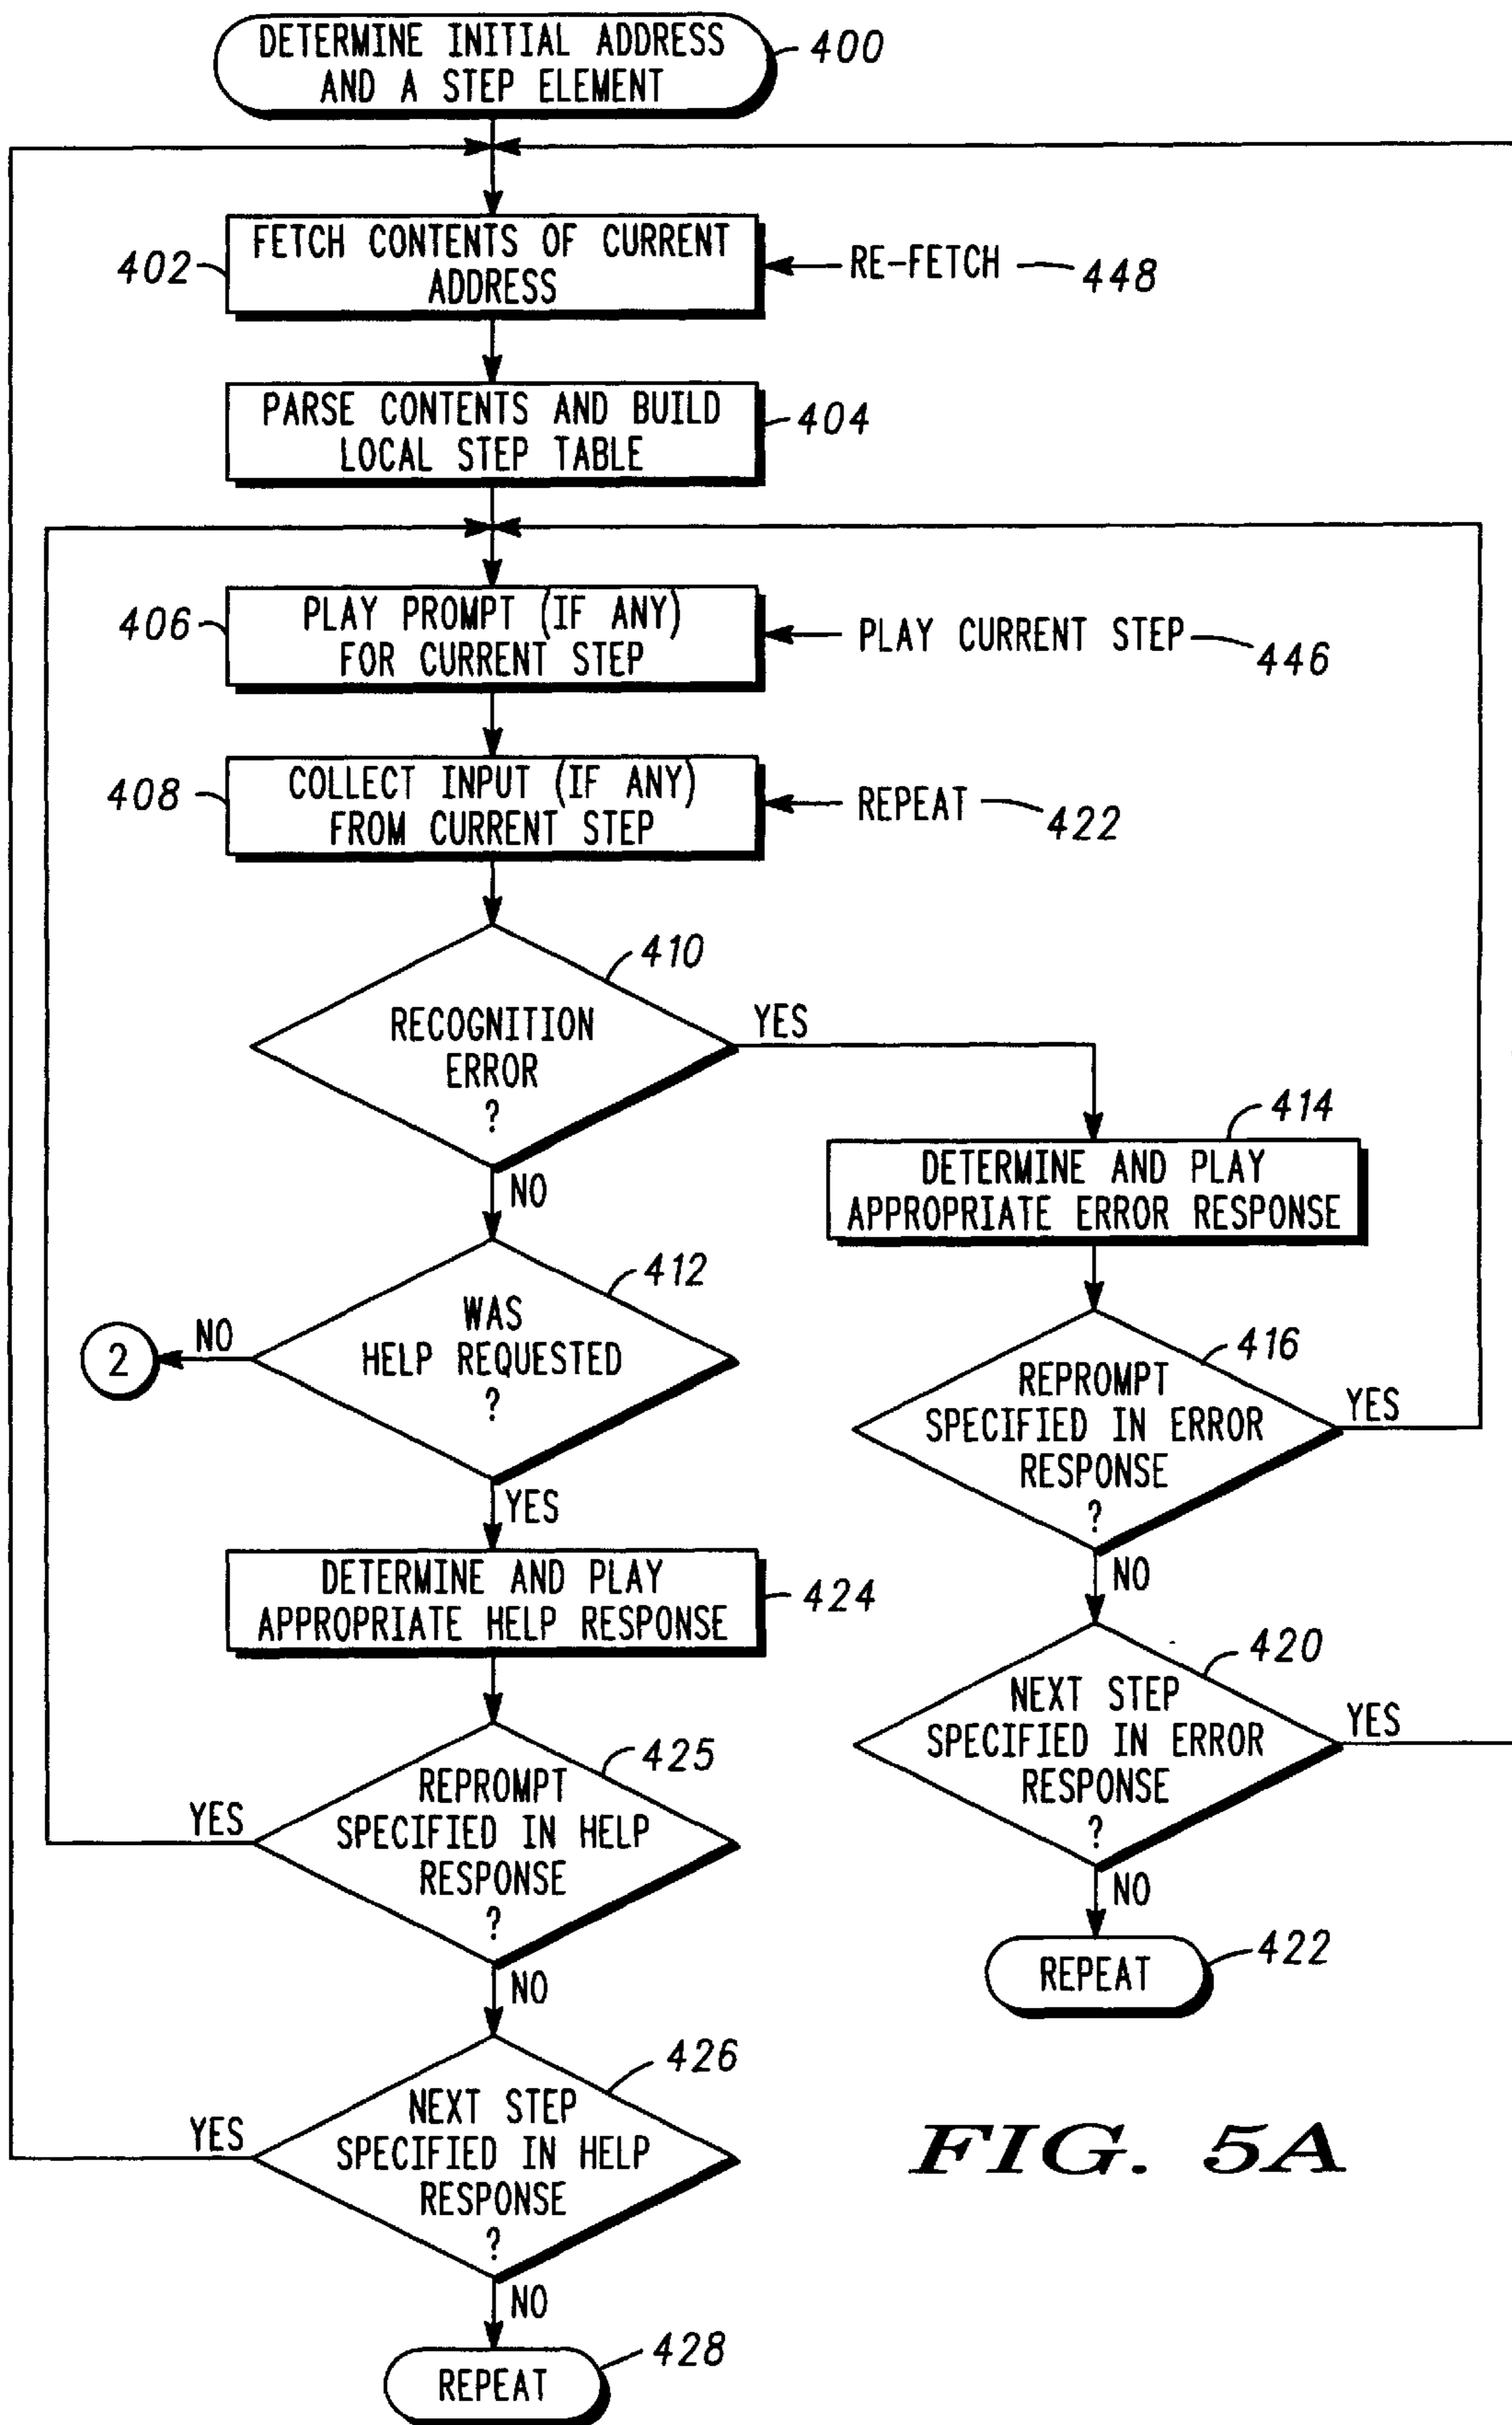 DETERMINE INITIAL ADDRESS
AND A STEP ELEMENT
400
FETCH CONTENTS OF CURRENT
ADDRESS
402
RE-FETCH
448
PARSE CONTENTS AND BUILD
LOCAL STEP TABLE
404
PLAY PROMPT (IF ANY)
FOR CURRENT STEP
406
PLAY CURRENT STEP
446
COLLECT INPUT (IF ANY)
FROM CURRENT STEP
408
REPEAT
422
410
RECOGNITION
ERROR
?
YES
NO
414
DETERMINE AND PLAY
APPROPRIATE ERROR RESPONSE
412
WAS
HELP REQUESTED
?
NO
2
YES
416
REPROMPT
SPECIFIED IN ERROR
RESPONSE
?
YES
NO
DETERMINE AND PLAY
APPROPRIATE HELP RESPONSE
424
420
NEXT STEP
SPECIFIED IN ERROR
RESPONSE
?
YES
NO
425
REPROMPT
SPECIFIED IN HELP
RESPONSE
?
YES
NO
REPEAT
422
426
NEXT STEP
SPECIFIED IN HELP
RESPONSE
?
YES
NO
REPEAT
428
FIG. 5A